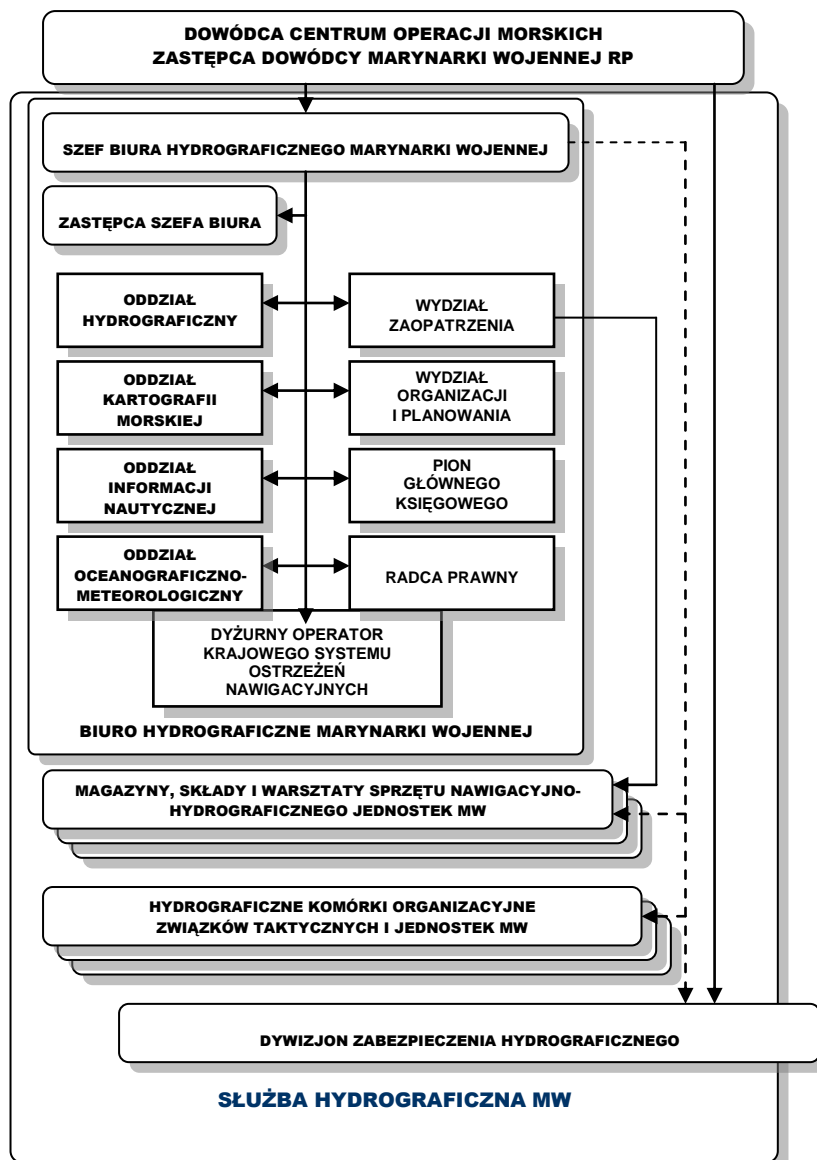 DOWÓDCA CENTRUM OPERACJI MORSKICH
ZASTĘPCA DOWÓDCY MARYNARKI WOJENNEJ RP
SZEF BIURA HYDROGRAFICZNEGO MARYNARKI WOJENNEJ
ZASTĘPCA SZEFA BIURA
ODDZIAŁ
HYDROGRAFICZNY
WYDZIAŁ
ZAOPATRZENIA
ODDZIAŁ
KARTOGRAFII
MORSKIEJ
WYDZIAŁ
ORGANIZACJI
I PLANOWANIA
ODDZIAŁ
INFORMACJI
NAUTYCZNEJ
PION
GŁÓWNEGO
KSIĘGOWEGO
ODDZIAŁ
OCEANOGRAFICZNO-
METEOROLOGICZNY
RADCA PRAWNY
DYŻURNY OPERATOR
KRAJOWEGO SYSTEMU
OSTRZEŻEŃ
NAWIGACYJNYCH
BIURO HYDROGRAFICZNE MARYNARKI WOJENNEJ
MAGAZYNY, SKŁADY I WARSZTATY SPRZĘTU NAWIGACYJNO-
HYDROGRAFICZNEGO JEDNOSTEK MW
HYDROGRAFICZNE KOMÓRKI ORGANIZACYJNE
ZWIĄZKÓW TAKTYCZNYCH I JEDNOSTEK MW
DYWIZJON ZABEZPIECZENIA HYDROGRAFICZNEGO
SŁUŻBA HYDROGRAFICZNA MW